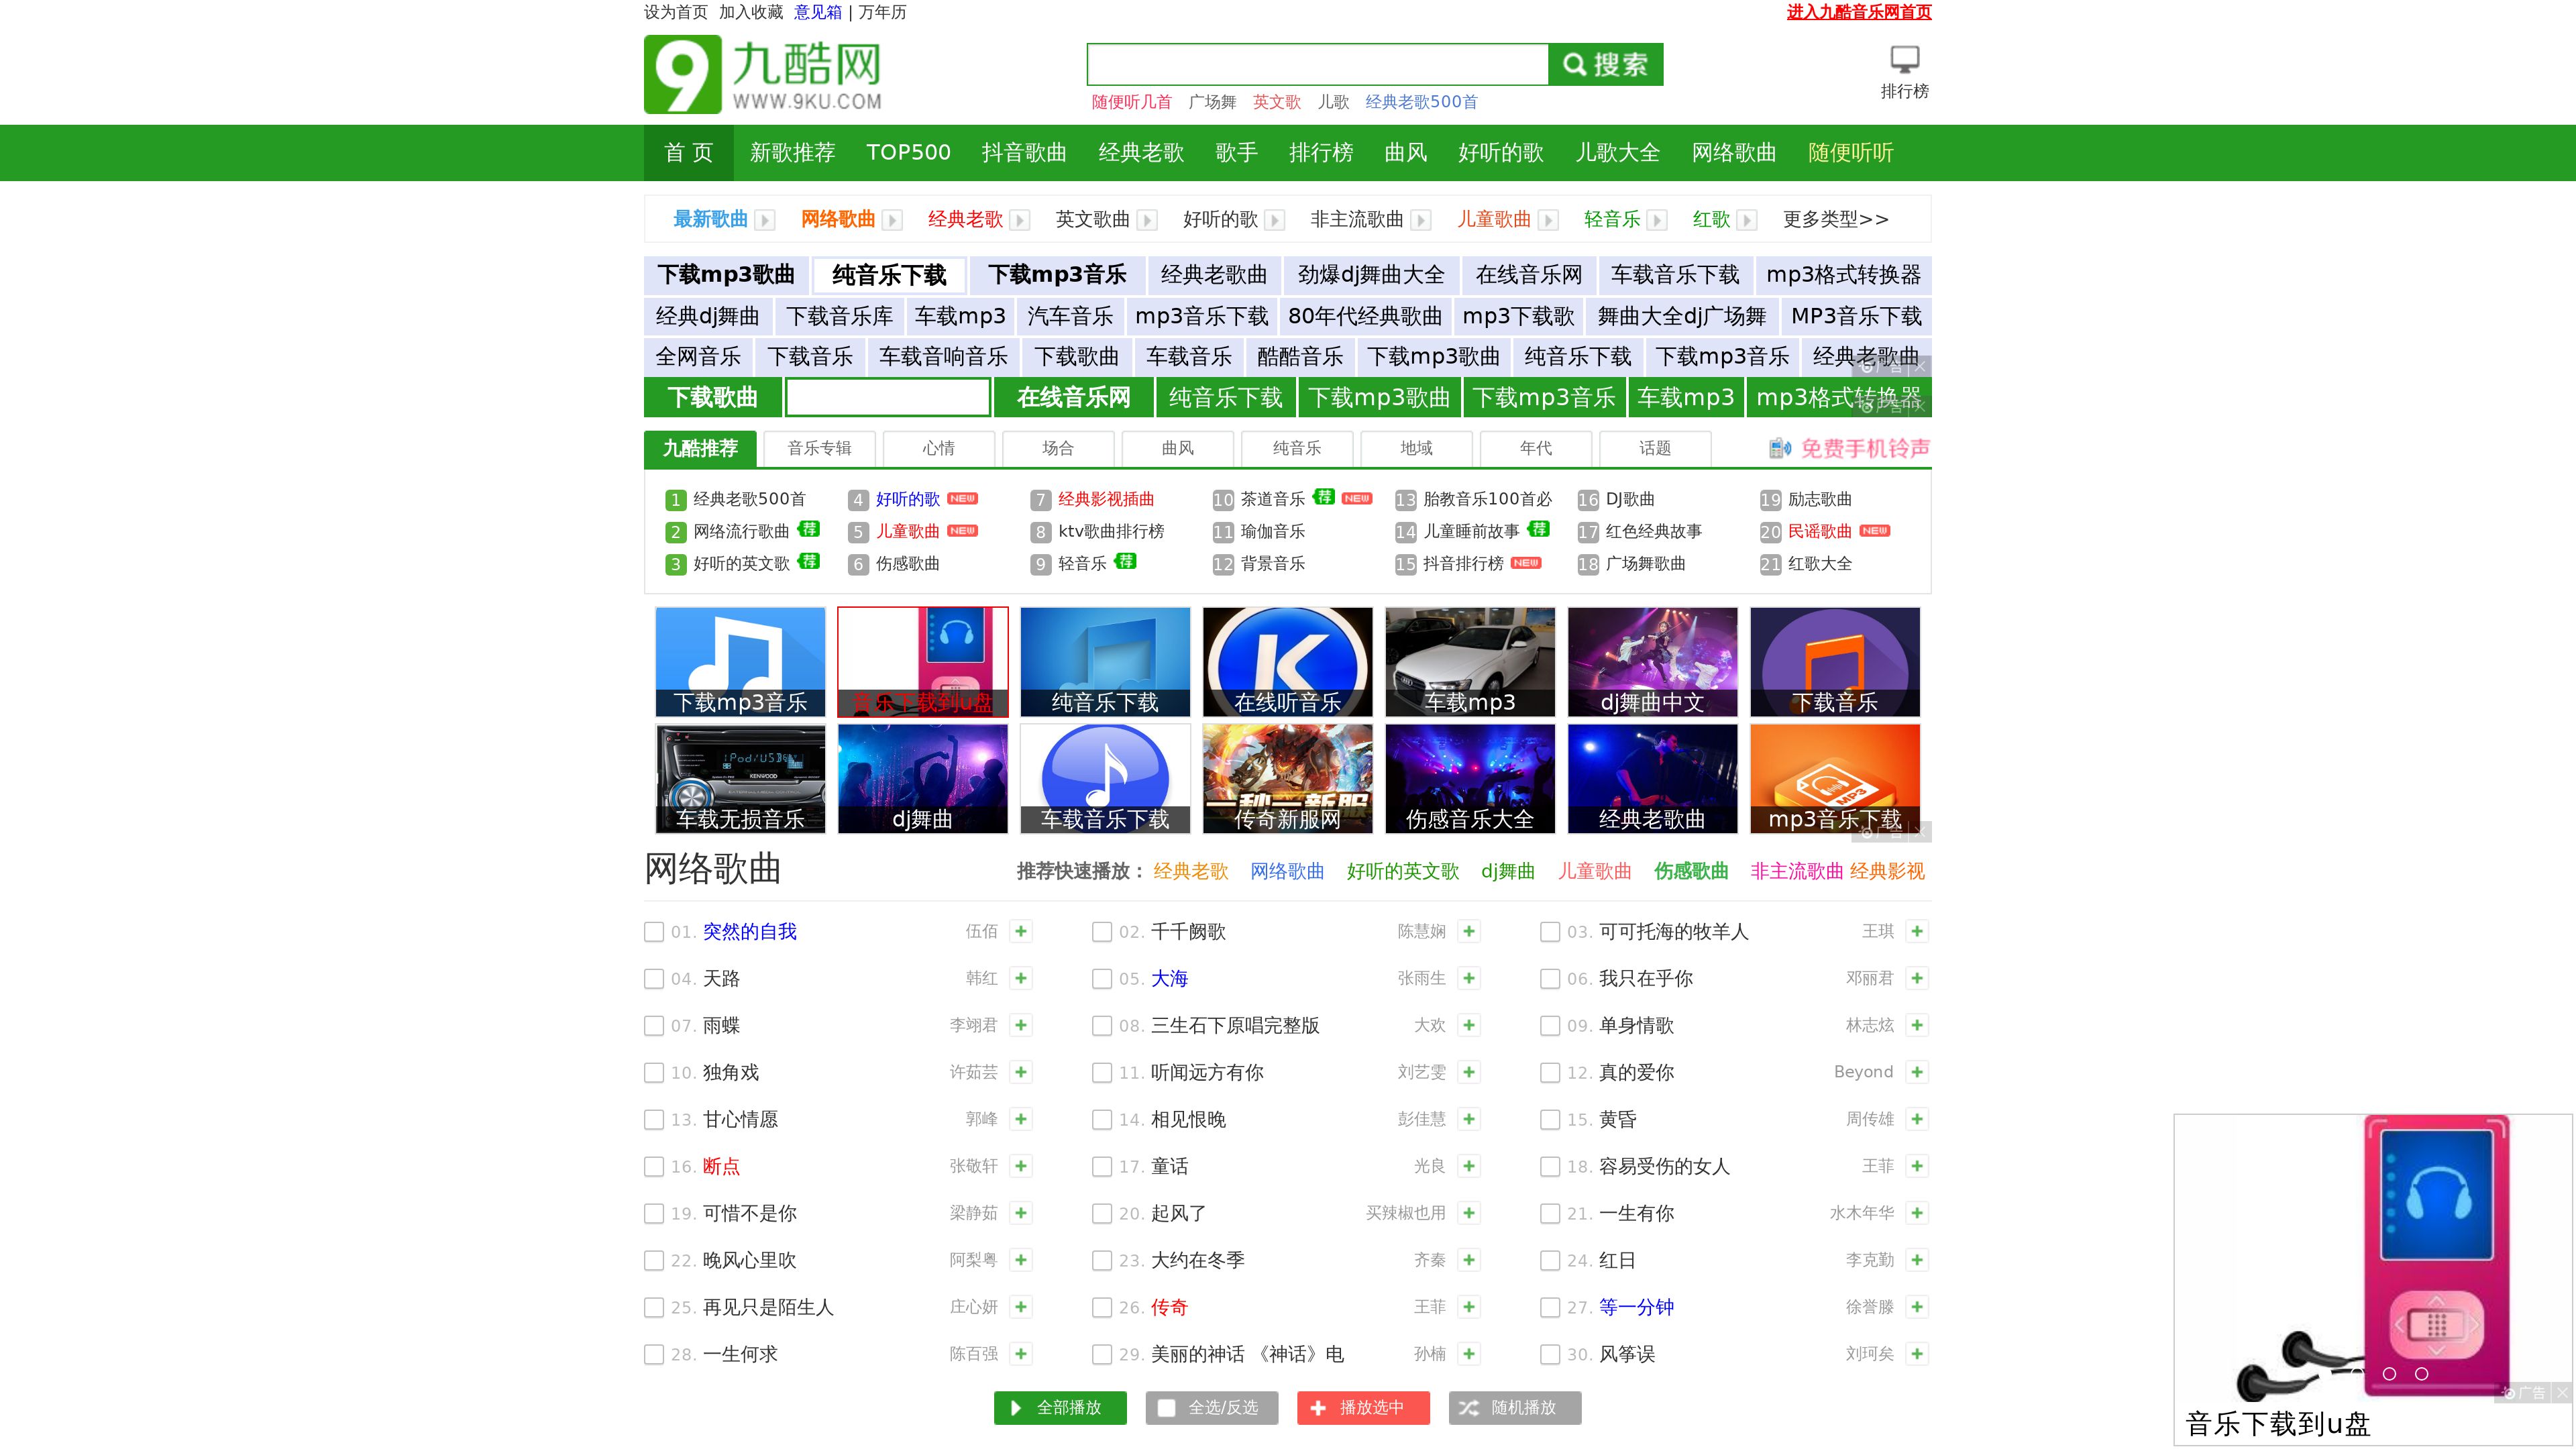 设为首页 加入收藏 意见箱 | 万年历 进入九酷音乐网首页
9 九酷网
WWW.9KU.COM
搜索
随便听几首 广场舞 英文歌 儿歌 经典老歌500首
排行榜
首 页 新歌推荐 TOP500 抖音歌曲 经典老歌 歌手 排行榜 曲风 好听的歌 儿歌大全 网络歌曲 随便听听
最新歌曲 网络歌曲 经典老歌 英文歌曲 好听的歌 非主流歌曲 儿童歌曲 轻音乐 红歌 更多类型>>
下载mp3歌曲 纯音乐下载 下载mp3音乐 经典老歌曲 劲爆dj舞曲大全 在线音乐网 车载音乐下载 mp3格式转换器
经典dj舞曲 下载音乐库 车载mp3 汽车音乐 mp3音乐下载 80年代经典歌曲 mp3下载歌 舞曲大全dj广场舞 MP3音乐下载
全网音乐 下载音乐 车载音响音乐 下载歌曲 车载音乐 酷酷音乐 下载mp3歌曲 纯音乐下载 下载mp3音乐 经典老歌曲
广告
下载歌曲 在线音乐网 纯音乐下载 下载mp3歌曲 下载mp3音乐 车载mp3 mp3格式转换器
广告
九酷推荐 音乐专辑 心情 场合 曲风 纯音乐 地域 年代 话题 免费手机铃声
1 经典老歌500首 4 好听的歌 NEW 7 经典影视插曲 10 茶道音乐 荐 NEW 13 胎教音乐100首必 16 DJ歌曲 19 励志歌曲
2 网络流行歌曲 荐 5 儿童歌曲 NEW 8 ktv歌曲排行榜 11 瑜伽音乐 14 儿童睡前故事 荐 17 红色经典故事 20 民谣歌曲 NEW
3 好听的英文歌 荐 6 伤感歌曲 9 轻音乐 荐 12 背景音乐 15 抖音排行榜 NEW 18 广场舞歌曲 21 红歌大全
下载mp3音乐 音乐下载到u盘 纯音乐下载 在线听音乐 车载mp3 dj舞曲中文 下载音乐
iPod/USB
KENWOOD
一秒一新服
MP3
车载无损音乐 dj舞曲 车载音乐下载 传奇新服网 伤感音乐大全 经典老歌曲 mp3音乐下载
广告
网络歌曲 推荐快速播放： 经典老歌 网络歌曲 好听的英文歌 dj舞曲 儿童歌曲 伤感歌曲 非主流歌曲 经典影视
01. 突然的自我 伍佰 02. 千千阙歌 陈慧娴 03. 可可托海的牧羊人 王琪
04. 天路 韩红 05. 大海 张雨生 06. 我只在乎你 邓丽君
07. 雨蝶 李翊君 08. 三生石下原唱完整版 大欢 09. 单身情歌 林志炫
10. 独角戏 许茹芸 11. 听闻远方有你 刘艺雯 12. 真的爱你 Beyond
13. 甘心情愿 郭峰 14. 相见恨晚 彭佳慧 15. 黄昏 周传雄
16. 断点 张敬轩 17. 童话 光良 18. 容易受伤的女人 王菲
19. 可惜不是你 梁静茹 20. 起风了 买辣椒也用 21. 一生有你 水木年华
22. 晚风心里吹 阿梨粤 23. 大约在冬季 齐秦 24. 红日 李克勤
25. 再见只是陌生人 庄心妍 26. 传奇 王菲 27. 等一分钟 徐誉滕
28. 一生何求 陈百强 29. 美丽的神话 《神话》电 孙楠 30. 风筝误 刘珂矣
全部播放 全选/反选 播放选中 随机播放
广告
音乐下载到u盘